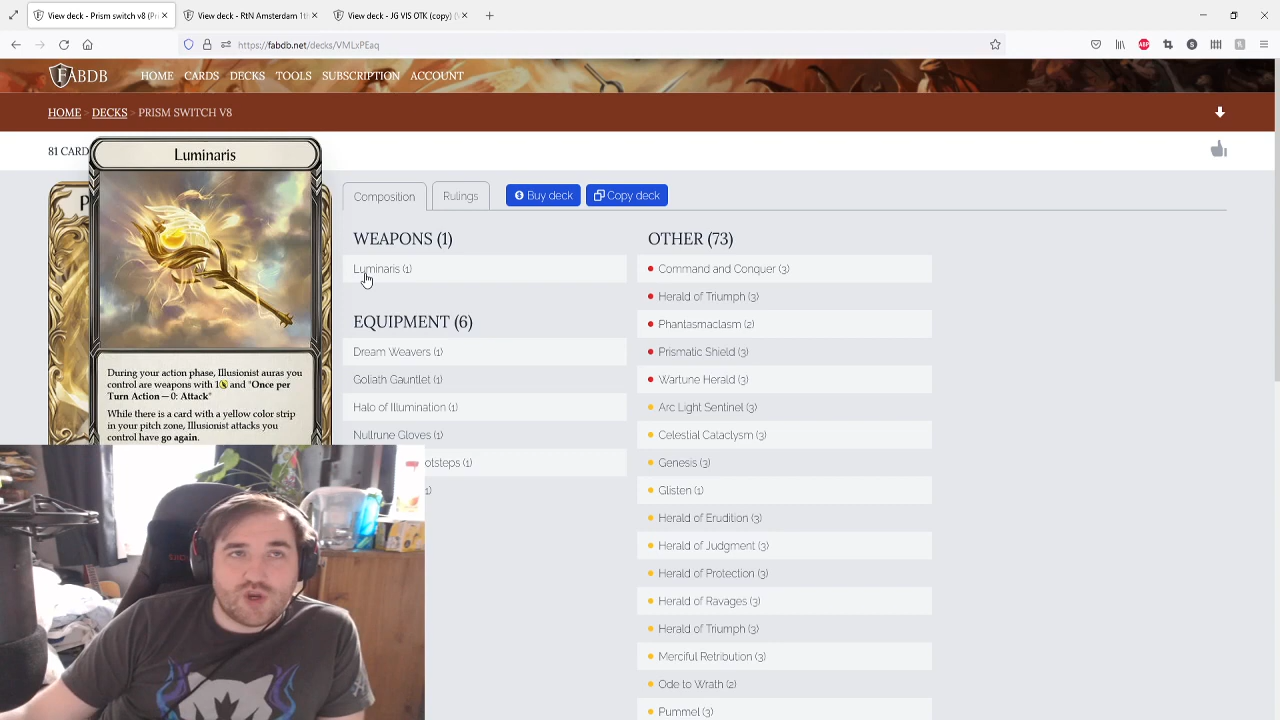 View deck - Prism switch v8 (Pri
View deck - RtN Amsterdam 1t
View deck - JG VIS OTK (copy) (V
https://fabdb.net/decks/VMLxPEaq
FABDB
HOME CARDS DECKS TOOLS SUBSCRIPTION ACCOUNT
HOME > DECKS > PRISM SWITCH V8
81 CARD
Luminaris
During your action phase, Illusionist auras you
control are weapons with 1 and "Once per
Turn Action — 0: Attack"
While there is a card with a yellow color strip
in your pitch zone, Illusionist attacks you
control have go again.
Composition
Rulings
Buy deck
Copy deck
WEAPONS (1)
Luminaris (1)
EQUIPMENT (6)
Dream Weavers (1)
Goliath Gauntlet (1)
Halo of Illumination (1)
Nullrune Gloves (1)
otsteps (1)
1)
OTHER (73)
Command and Conquer (3)
Herald of Triumph (3)
Phantasmaclasm (2)
Prismatic Shield (3)
Wartune Herald (3)
Arc Light Sentinel (3)
Celestial Cataclysm (3)
Genesis (3)
Glisten (1)
Herald of Erudition (3)
Herald of Judgment (3)
Herald of Protection (3)
Herald of Ravages (3)
Herald of Triumph (3)
Merciful Retribution (3)
Ode to Wrath (2)
Pummel (3)